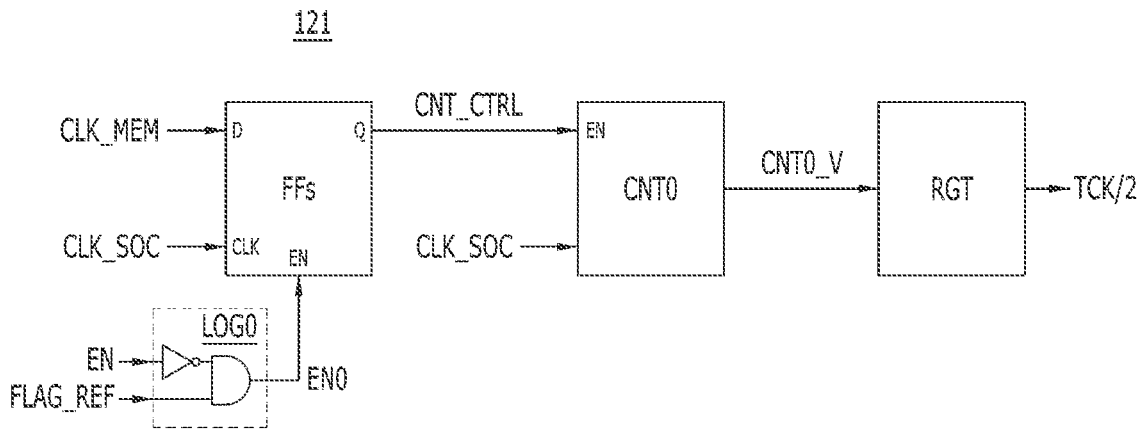 121
CNT_CTRL
CLK_MEM
D
Q
EN
CNT0_V
FFs
CNT0
RGT
TCK/2
CLK_SOC
CLK
CLK_SOC
EN
LOG0
EN
EN0
FLAG_REF